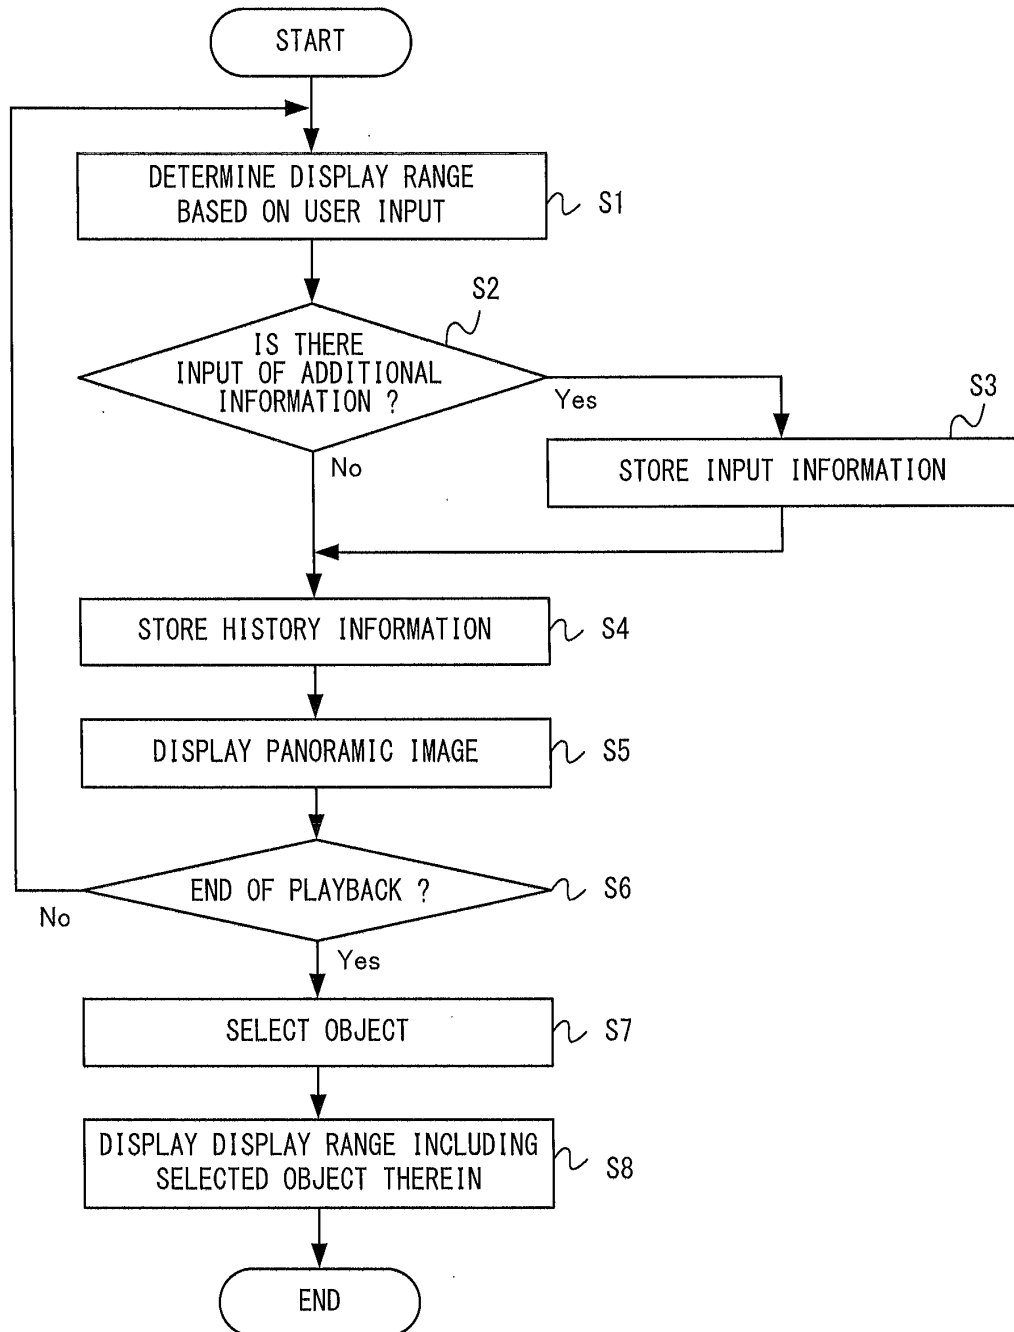 START
DETERMINE DISPLAY RANGE
BASED ON USER INPUT
S1
S2
IS THERE
INPUT OF ADDITIONAL
INFORMATION ?
Yes
S3
No
STORE INPUT INFORMATION
STORE HISTORY INFORMATION
S4
DISPLAY PANORAMIC IMAGE
S5
END OF PLAYBACK ?
S6
No
Yes
SELECT OBJECT
S7
DISPLAY DISPLAY RANGE INCLUDING
SELECTED OBJECT THEREIN
S8
END